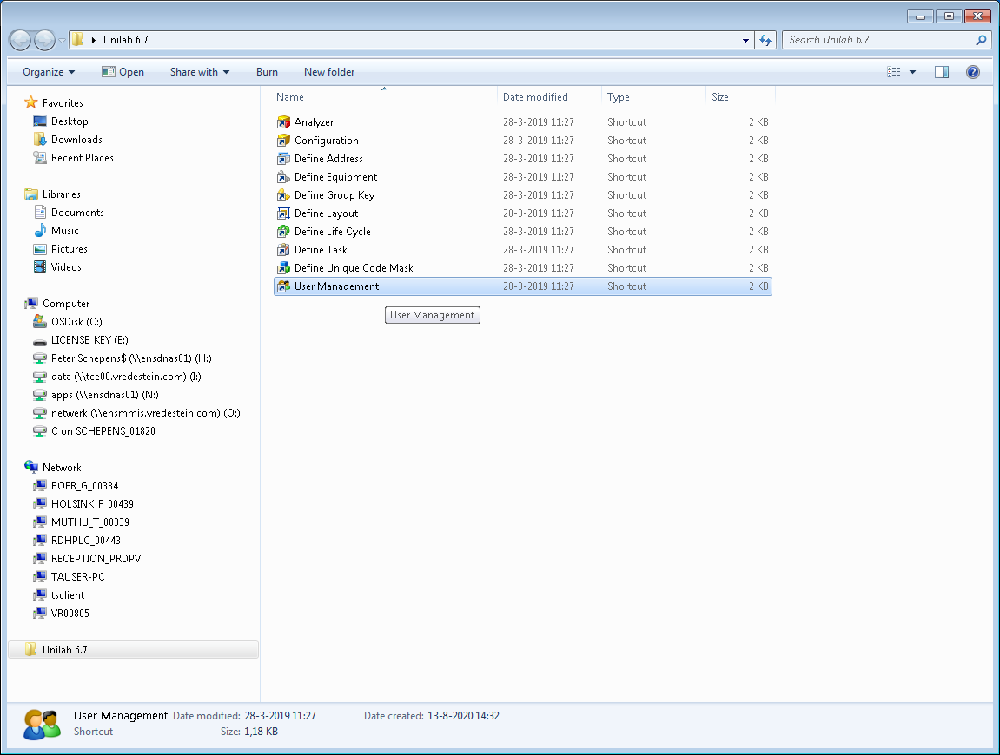 Unilab 6.7
Search Unilab 6.7
Organize Open Share with Burn New folder
Name Date modified Type Size
Favorites
Desktop
Downloads
Recent Places
Libraries
Documents
Music
Pictures
Videos
Computer
OSDisk (C:)
LICENSE_KEY (E:)
Peter.Schepens$ (\\ensdnas01) (H:)
data (\\tce00.vredestein.com) (I:)
apps (\\ensdnas01) (N:)
netwerk (\\ensmmis.vredestein.com) (O:)
C on SCHEPENS_01820
Network
BOER_G_00334
HOLSINK_F_00439
MUTHU_T_00339
RDHPLC_00443
RECEPTION_PRDPV
TAUSER-PC
tsclient
VR00805
Unilab 6.7
Analyzer 28-3-2019 11:27 Shortcut 2 KB
Configuration 28-3-2019 11:27 Shortcut 2 KB
Define Address 28-3-2019 11:27 Shortcut 2 KB
Define Equipment 28-3-2019 11:27 Shortcut 2 KB
Define Group Key 28-3-2019 11:27 Shortcut 2 KB
Define Layout 28-3-2019 11:27 Shortcut 2 KB
Define Life Cycle 28-3-2019 11:27 Shortcut 2 KB
Define Task 28-3-2019 11:27 Shortcut 2 KB
Define Unique Code Mask 28-3-2019 11:27 Shortcut 2 KB
User Management 28-3-2019 11:27 Shortcut 2 KB
User Management
User Management Date modified: 28-3-2019 11:27 Date created: 13-8-2020 14:32
Shortcut Size: 1,18 KB